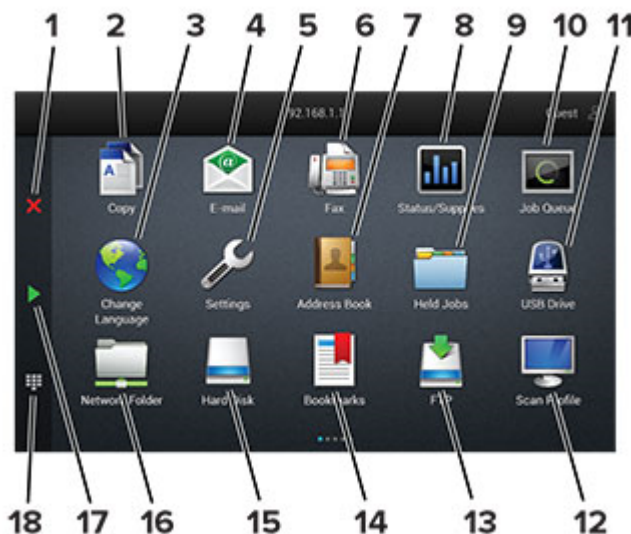 1 2 3 4 5 6 7 8 9 10 11
92.168.1.1
Guest
Copy E-mail Fax Status/Supplies Job Queue
Change Language Settings Address Book Held Jobs USB Drive
Network Folder Hard Disk Bookmarks FTP Scan Profile
18 17 16 15 14 13 12